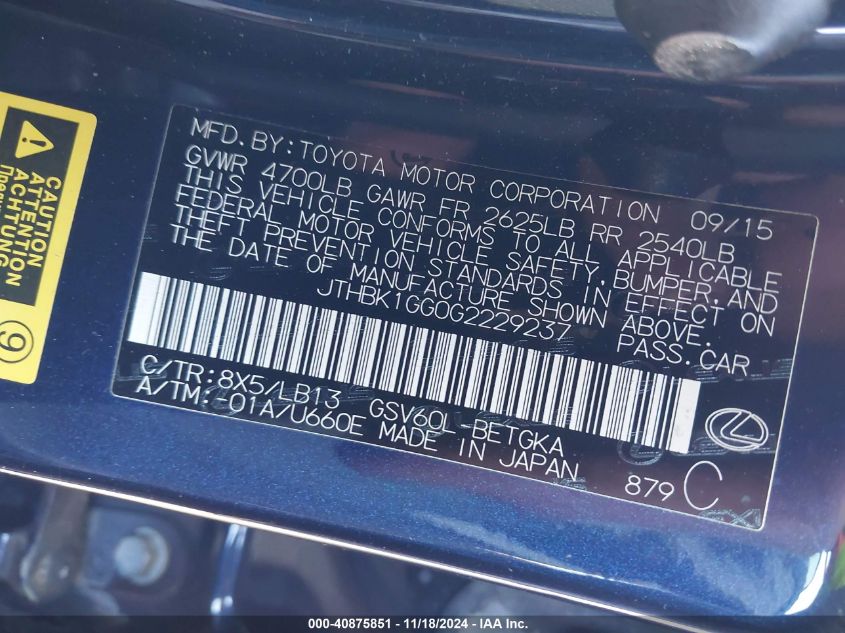 MFD. BY: TOYOTA MOTOR CORPORATION 09/15
GVWR 4700LB GAWR FR 2625LB RR 2540LB
THIS VEHICLE CONFORMS TO ALL APPLICABLE
FEDERAL MOTOR VEHICLE SAFETY, BUMPER, AND
THEFT PREVENTION STANDARDS IN EFFECT ON
THE DATE OF MANUFACTURE SHOWN ABOVE.
JTHBK1GG0G2229237 PASS. CAR
C/TR: 8X5/LB13 GSV60L-BETGKA
A/TM: -01A/U660E MADE IN JAPAN
879 C
CAUTION
ATTENTION
ACHTUNG
9
000-40875851 - 11/18/2024 - IAA Inc.